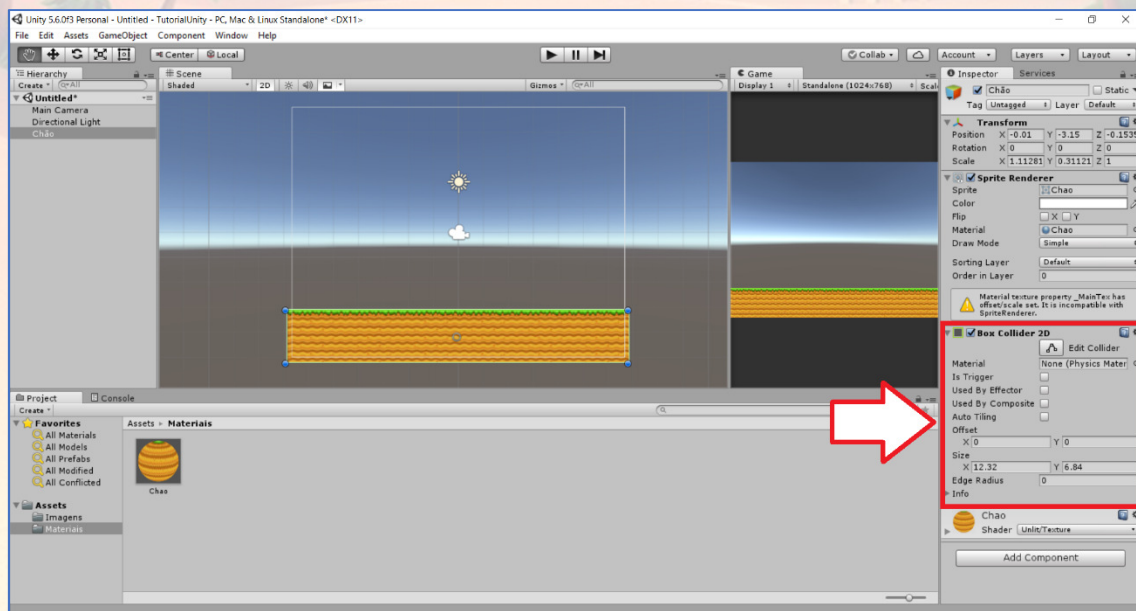 Unity 5.6.0f3 Personal - Untitled - TutorialUnity - PC, Mac & Linux Standalone* <DX11>
File Edit Assets GameObject Component Window Help
Center Local Collab Account Layers Layout
Hierarchy
Create All
Untitled*
Main Camera
Directional Light
Chão
Scene
Shaded 2D Gizmos All
Game
Display 1 Standalone (1024x768) Scal
Inspector Services
Chão Static
Tag Untagged Layer Default
Transform
Position X -0.01 Y -3.15 Z -0.1535
Rotation X 0 Y 0 Z 0
Scale X 1.11281 Y 0.31121 Z 1
Sprite Renderer
Sprite Chao
Color
Flip X Y
Material Chao
Draw Mode Simple
Sorting Layer Default
Order in Layer 0
Material texture property _MainTex has
offset/scale set. It is incompatible with
SpriteRenderer.
Box Collider 2D
Edit Collider
Material None (Physics Mater
Is Trigger
Used By Effector
Used By Composite
Auto Tiling
Offset
X 0 Y 0
Size
X 12.32 Y 6.84
Edge Radius 0
Info
Chao
Shader Unlit/Texture
Add Component
Project Console
Create
Favorites
All Materials
All Models
All Prefabs
All Modified
All Conflicted
Assets
Imagens
Materiais
Assets Materiais
Chao